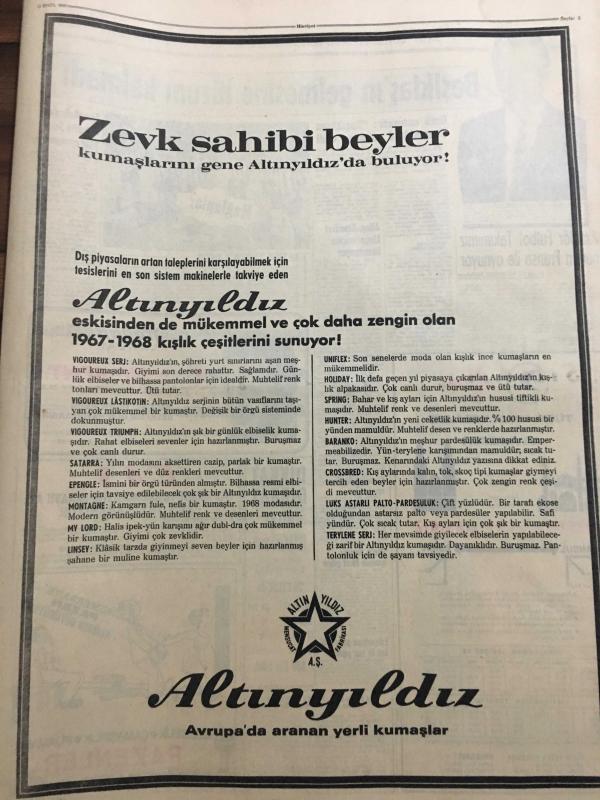 Hürriyet
Zevk sahibi beyler
kumaşlarını gene Altınyıldız'da buluyor!
Dış piyasaların artan taleplerini karşılayabilmek için
tesislerini en son sistem makinelerle takviye eden
Altınyıldız
eskisinden de mükemmel ve çok daha zengin olan
1967-1968 kışlık çeşitlerini sunuyor!
VIGOUREUX SERJ: Altınyıldız'ın, şöhreti yurt sınırlarını aşan meş-
hur kumaşıdır. Giyimi son derece rahattır. Sağlamdır. Gün-
lük elbiseler ve bilhassa pantolonlar için idealdir. Muhtelif renk
tonları mevcuttur. Ütü tutar.
VIGOUREUX LÂSTIKOTIN: Altınyıldız serjinin bütün vasıflarını taşı-
yan çok mükemmel bir kumaştır. Değişik bir örgü sisteminde
dokunmuştur.
VIGOUREUX TRIUMPH: Altınyıldız'ın şık bir günlük elbiselik kuma-
şıdır. Rahat elbiseleri sevenler için hazırlanmıştır. Buruşmaz
ve çok canlı durur.
SATARRA: Yılın modasını aksettiren cazip, parlak bir kumaştır.
Muhtelif desenleri ve düz renkleri mevcuttur.
EPENGLE: İsmini bir örgü türünden almıştır. Bilhassa resmi elbi-
seler için tavsiye edilebilecek çok şık bir Altınyıldız kumaşıdır.
MONTAGNE: Kamgarn fule, nefis bir kumaştır. 1968 modasıdır.
Modern görünüşlüdür. Muhtelif renk ve desenleri mevcuttur.
MY LORD: Halis ipek-yün karışını ağır dubl-dra çok mükemmel
bir kumaştır. Giyimi çok zevklidir.
LINSEY: Klâsik tarzda giyinmeyi seven beyler için hazırlanmış
şahane bir muline kumaştır.
UNIFLEX: Son senelerde moda olan kışlık ince kumaşların en
mükemmelidir.
HOLIDAY: İlk defa geçen yıl piyasaya çıkarılan Altınyıldız'ın kış-
lık alpakasıdır. Çok canlı durur, buruşmaz ve ütü tutar.
SPRING: Bahar ve kış ayları için Altınyıldız'ın hususi tiftikli ku-
maşıdır. Muhtelif renk ve desenleri mevcuttur.
HUNTER: Altınyıldız'ın yeni ceketlik kumaşıdır. %100 hususi bir
yünden mamuldür. Muhtelif desen ve renklerde hazırlanmıştır.
BARANKO: Altınyıldız'ın meşhur pardesülük kumaşıdır. Emper-
meabilizedir. Yün-terylene karışımından mamuldür, sıcak tu-
tar. Buruşmaz. Kenarındaki Altınyıldız yazısına dikkat ediniz.
CROSSBRED: Kış aylarında kalın, tok, skoç tipi kumaşlar giymeyi
tercih eden beyler için hazırlanmıştır. Çok zengin renk çeşi-
di mevcuttur.
LUKS ASTARLI PALTO-PARDESULUK: Çift yüzlüdür. Bir tarafı ekose
olduğundan astarsız palto veya pardesüler yapılabilir. Safi
yündür. Çok sıcak tutar. Kış ayları için çok şık bir kumaştır.
TERYLENE SERJ: Her mevsimde giyilecek elbiselerin yapılabilece-
ği zarif bir Altınyıldız kumaşıdır. Dayanıklıdır. Buruşmaz. Pan-
tolonluk için de şayanı tavsiyedir.
ALTIN YILDIZ
MENSUCAT FABRİKASI
A.Ş.
Altınyıldız
Avrupa'da aranan yerli kumaşlar